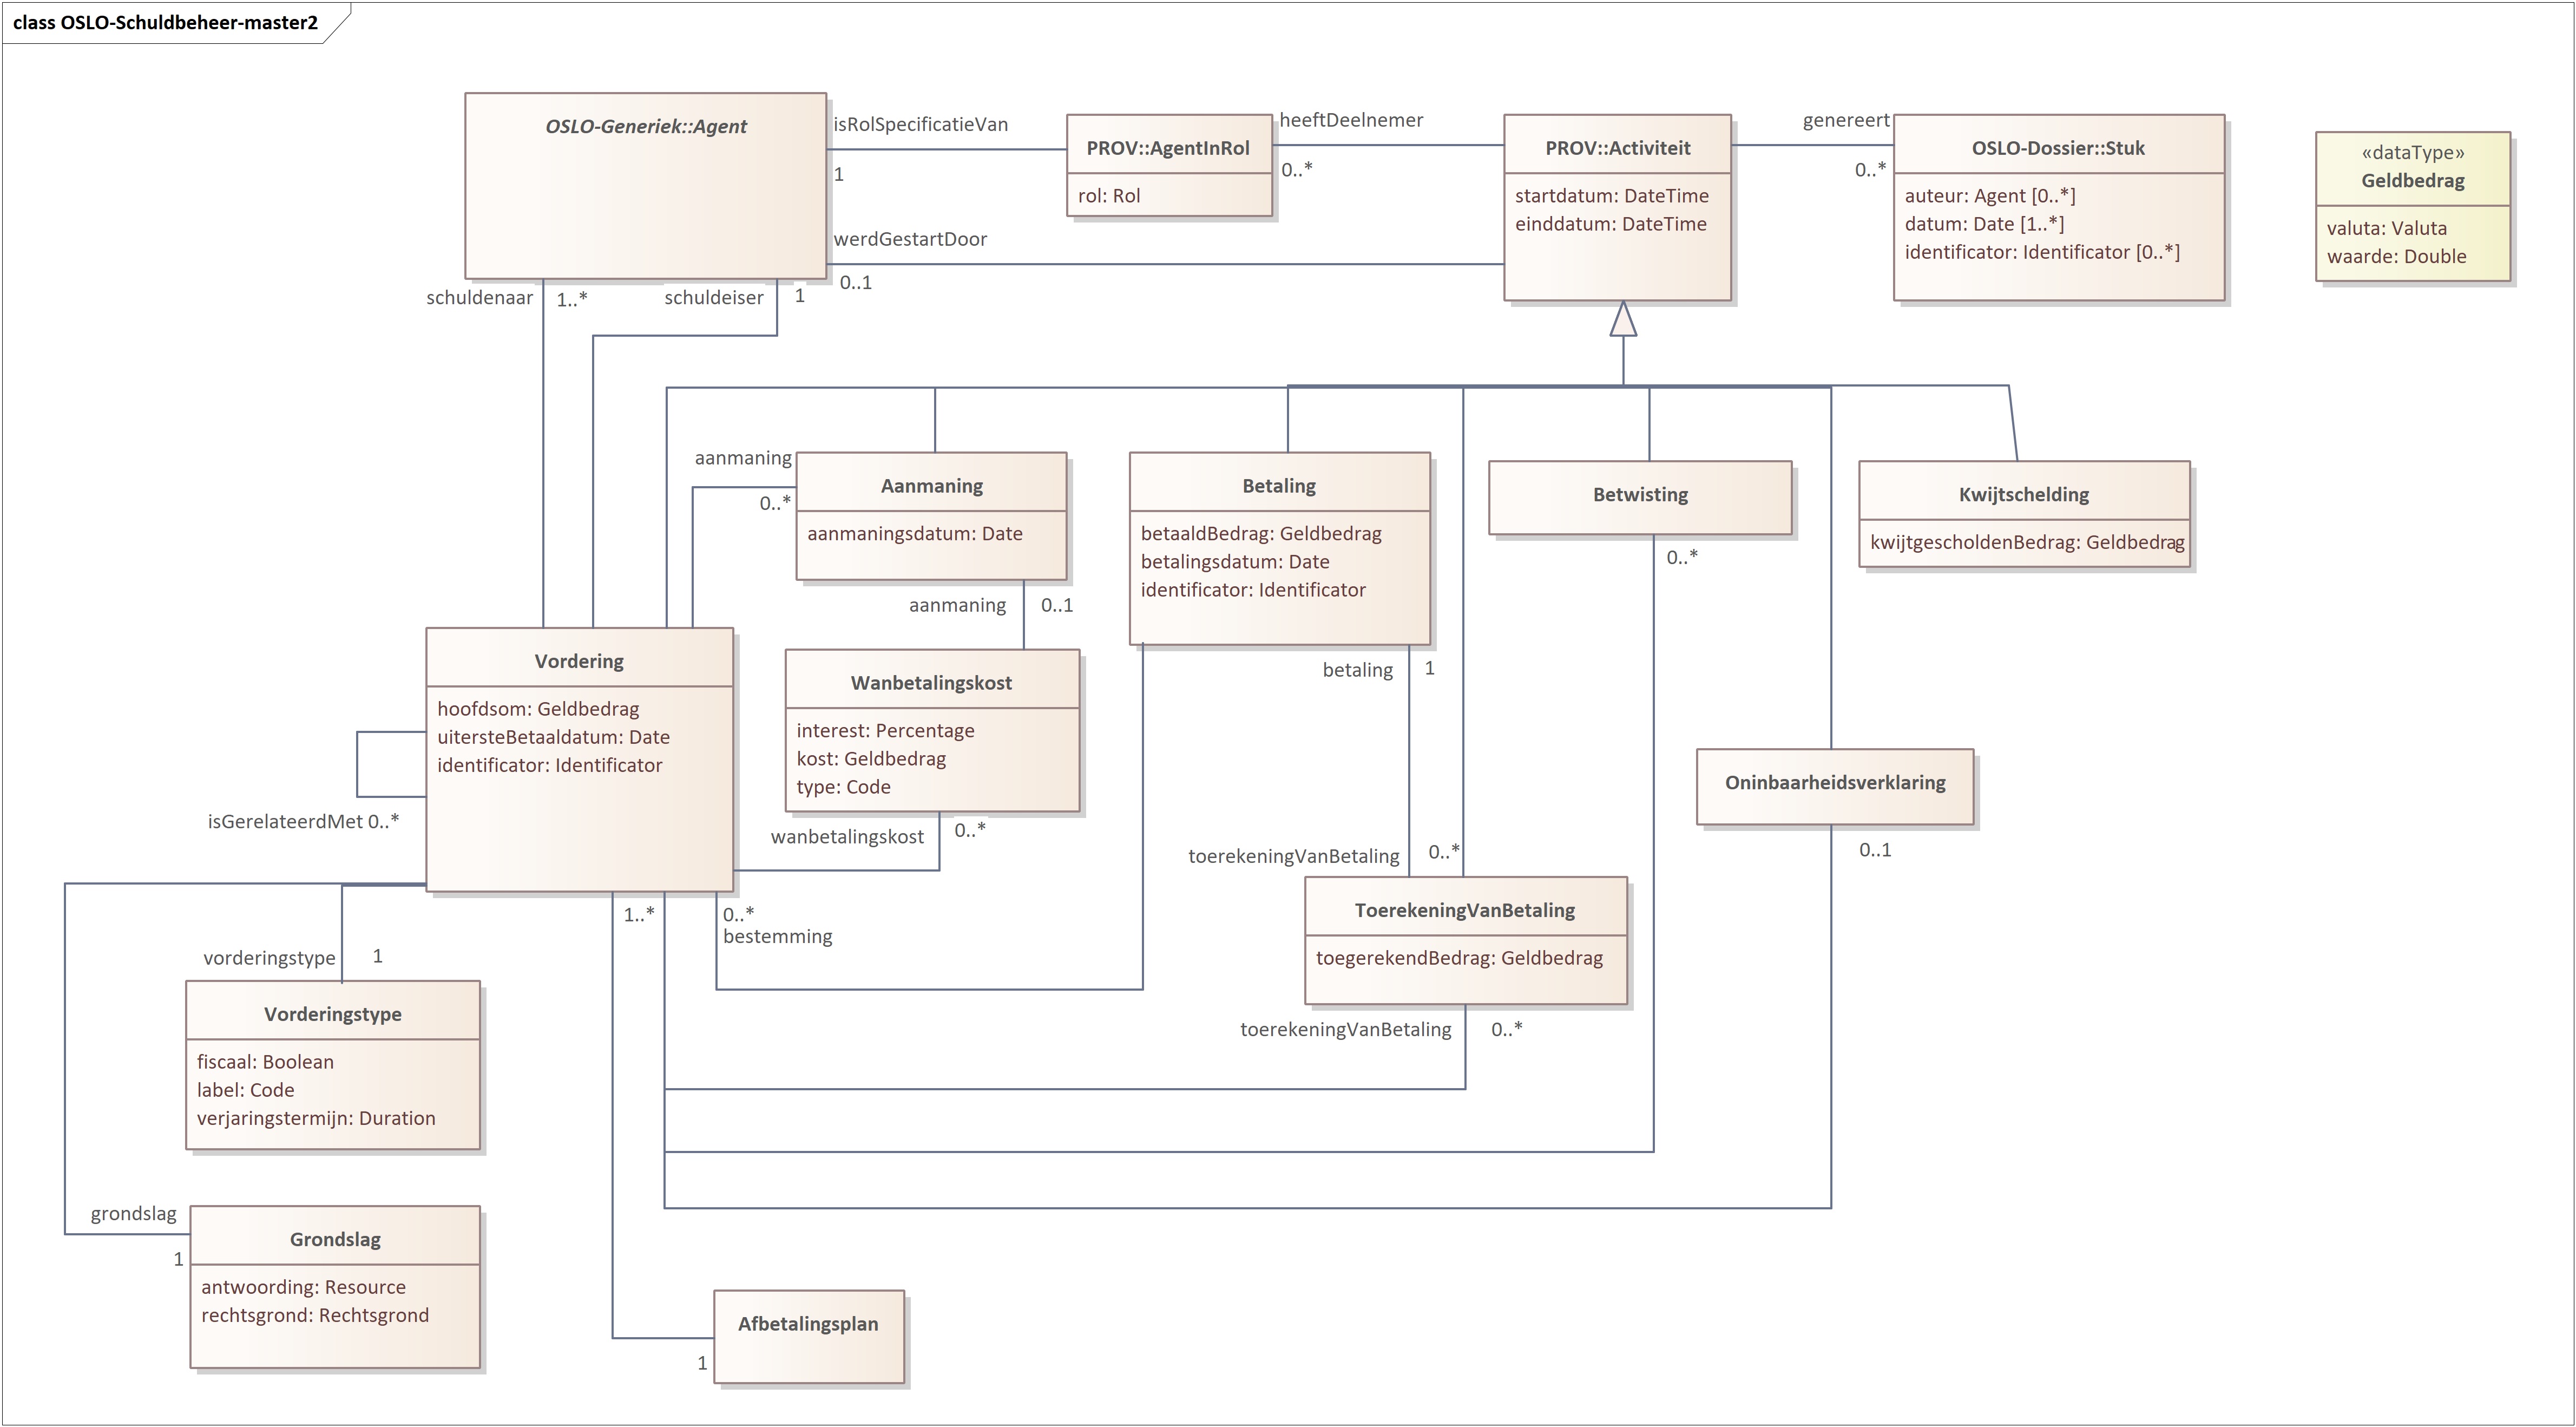 class OSLO-Schuldbeheer-master2
OSLO-Generiek::Agent
isRolSpecificatieVan
1
PROV::AgentInRol
rol: Rol
heeftDeelnemer
0..*
PROV::Activiteit
startdatum: DateTime
einddatum: DateTime
genereert
0..*
OSLO-Dossier::Stuk
auteur: Agent [0..*]
datum: Date [1..*]
identificator: Identificator [0..*]
«dataType»
Geldbedrag
valuta: Valuta
waarde: Double
werdGestartDoor
0..1
schuldenaar
1..*
schuldeiser
1
aanmaning
0..*
Aanmaning
aanmaningsdatum: Date
Betaling
betaaldBedrag: Geldbedrag
betalingsdatum: Date
identificator: Identificator
Betwisting
0..*
Kwijtschelding
kwijtgescholdenBedrag: Geldbedrag
aanmaning
0..1
Vordering
hoofdsom: Geldbedrag
uitersteBetaaldatum: Date
identificator: Identificator
Wanbetalingskost
interest: Percentage
kost: Geldbedrag
type: Code
betaling
1
Oninbaarheidsverklaring
0..1
isGerelateerdMet 0..*
wanbetalingskost
0..*
toerekeningVanBetaling
0..*
ToerekeningVanBetaling
toegerekendBedrag: Geldbedrag
toerekeningVanBetaling
0..*
1..*
0..*
bestemming
vorderingstype
1
Vorderingstype
fiscaal: Boolean
label: Code
verjaringstermijn: Duration
grondslag
1
Grondslag
antwoording: Resource
rechtsgrond: Rechtsgrond
Afbetalingsplan
1